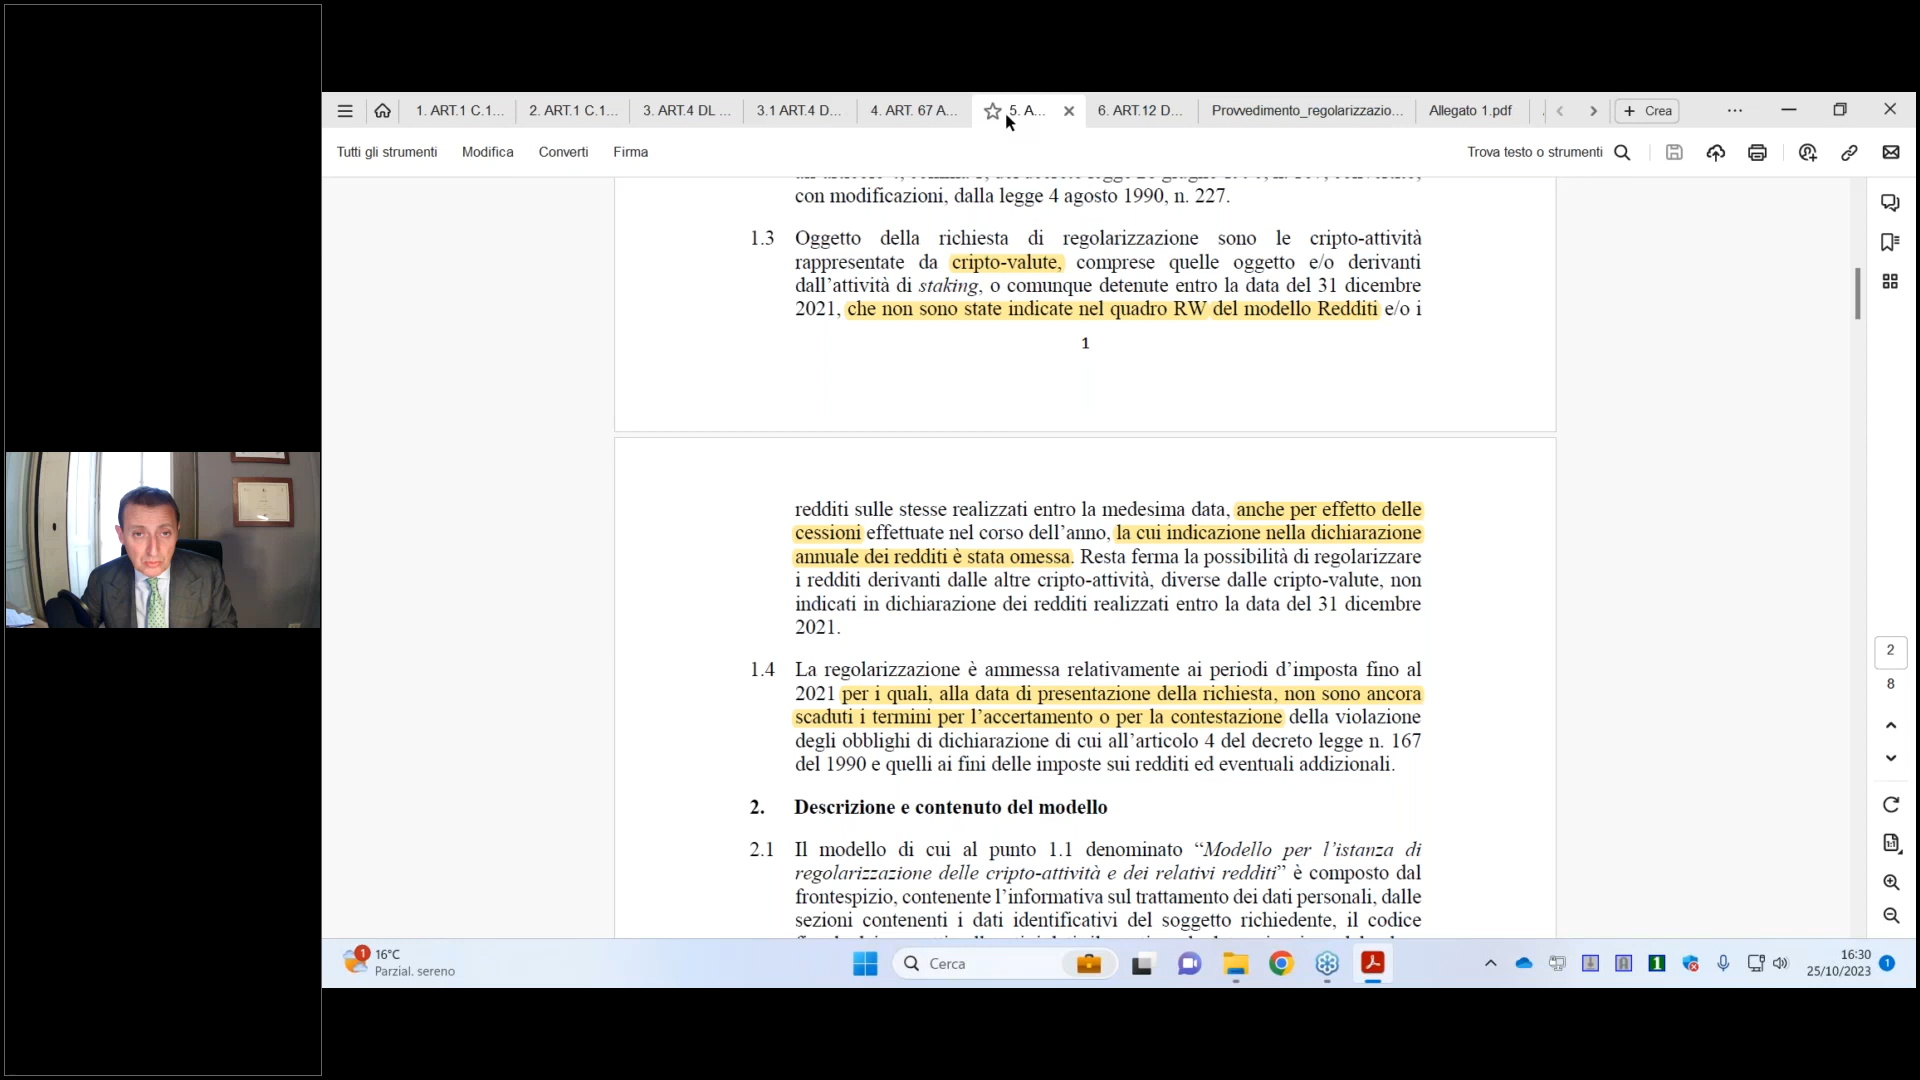 1. ART.1 C.1...
2. ART.1 C.1...
3. ART.4 DL ...
3.1 ART.4 D...
4. ART. 67 A...
5. A...
6. ART.12 D...
Provvedimento_regolarizzazio...
Allegato 1.pdf
+ Crea
Tutti gli strumenti
Modifica
Converti
Firma
Trova testo o strumenti
con modificazioni, dalla legge 4 agosto 1990, n. 227.
1.3 Oggetto della richiesta di regolarizzazione sono le cripto-attività
rappresentate da cripto-valute, comprese quelle oggetto e/o derivanti
dall’attività di staking, o comunque detenute entro la data del 31 dicembre
2021, che non sono state indicate nel quadro RW del modello Redditi e/o i
1
redditi sulle stesse realizzati entro la medesima data, anche per effetto delle
cessioni effettuate nel corso dell’anno, la cui indicazione nella dichiarazione
annuale dei redditi è stata omessa. Resta ferma la possibilità di regolarizzare
i redditi derivanti dalle altre cripto-attività, diverse dalle cripto-valute, non
indicati in dichiarazione dei redditi realizzati entro la data del 31 dicembre
2021.
1.4 La regolarizzazione è ammessa relativamente ai periodi d’imposta fino al
2021 per i quali, alla data di presentazione della richiesta, non sono ancora
scaduti i termini per l’accertamento o per la contestazione della violazione
degli obblighi di dichiarazione di cui all’articolo 4 del decreto legge n. 167
del 1990 e quelli ai fini delle imposte sui redditi ed eventuali addizionali.
2. Descrizione e contenuto del modello
2.1 Il modello di cui al punto 1.1 denominato “Modello per l’istanza di
regolarizzazione delle cripto-attività e dei relativi redditi” è composto dal
frontespizio, contenente l’informativa sul trattamento dei dati personali, dalle
sezioni contenenti i dati identificativi del soggetto richiedente, il codice
2
8
1
16°C
Parzial. sereno
Cerca
1
16:30
25/10/2023
1